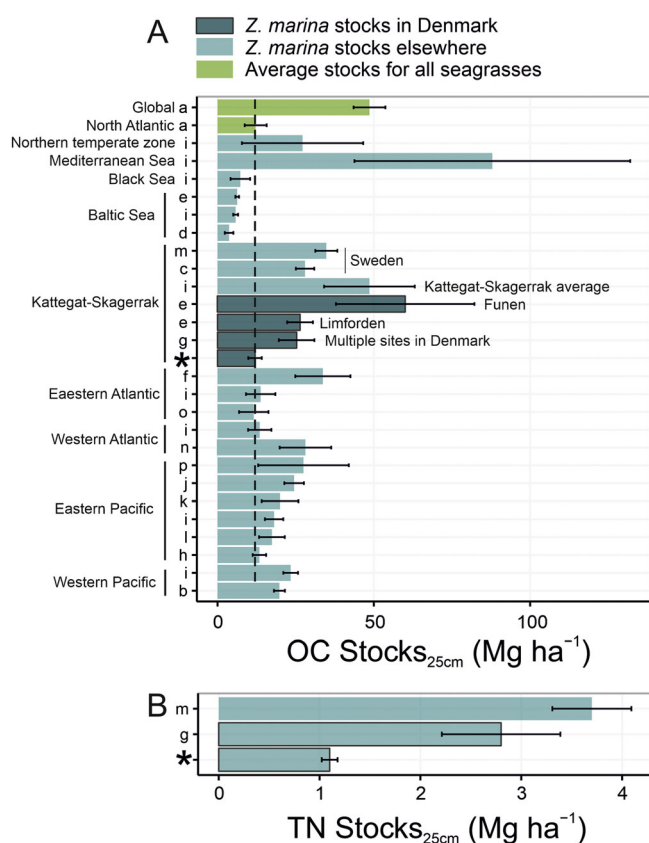 A
Z. marina stocks in Denmark
Z. marina stocks elsewhere
Average stocks for all seagrasses
Global a
North Atlantic a
Northern temperate zone i
Mediterranean Sea i
Black Sea i
e
Baltic Sea i
d
m
Sweden
c
i Kattegat-Skagerrak average
Kattegat-Skagerrak e Funen
e Limforden
g Multiple sites in Denmark
*
f
Eaestern Atlantic i
o
Western Atlantic i
n
p
j
Eastern Pacific k
i
l
h
Western Pacific i
b
0 50 100
OC Stocks25cm (Mg ha⁻¹)
B
m
g
*
0 1 2 3 4
TN Stocks25cm (Mg ha⁻¹)